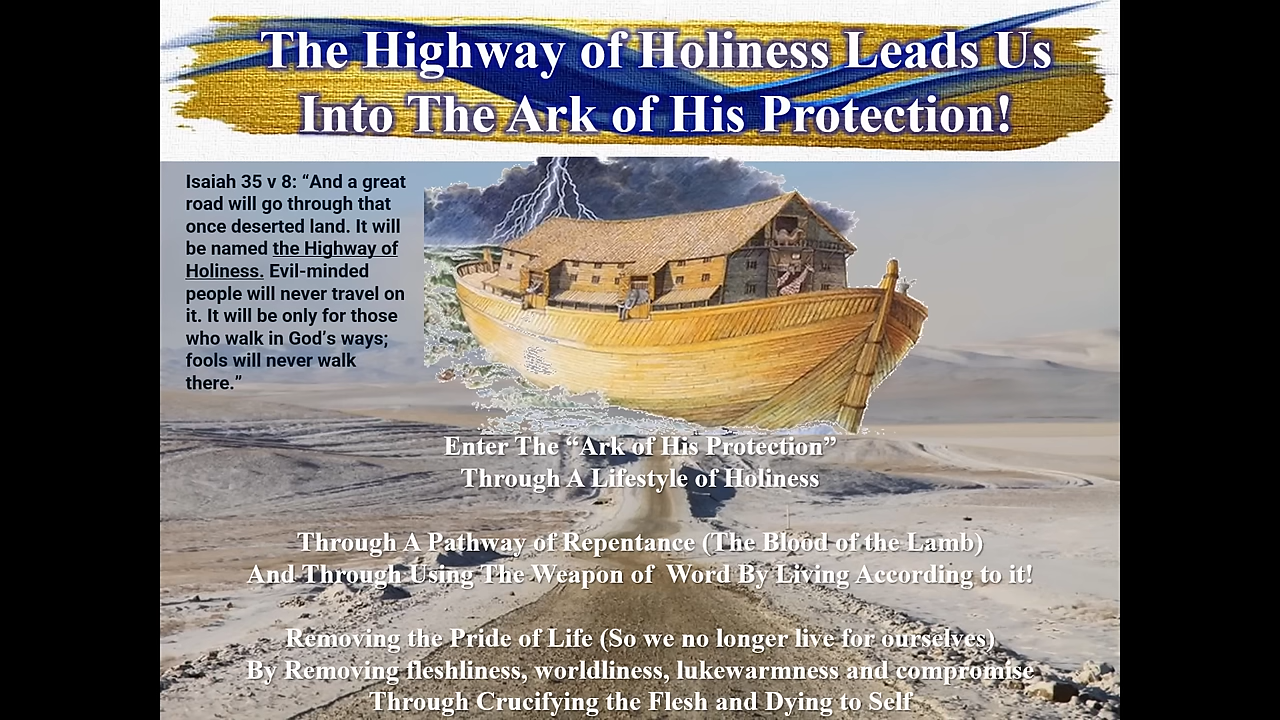 The Highway of Holiness Leads Us
Into The Ark of His Protection!
Isaiah 35 v 8: “And a great
road will go through that
once deserted land. It will
be named the Highway of
Holiness. Evil-minded
people will never travel on
it. It will be only for those
who walk in God’s ways;
fools will never walk
there.”
Enter The “Ark of His Protection”
Through A Lifestyle of Holiness
Through A Pathway of Repentance (The Blood of the Lamb)
And Through Using The Weapon of  Word By Living According to it!
Removing the Pride of Life (So we no longer live for ourselves)
By Removing fleshliness, worldliness, lukewarmness and compromise
Through Crucifying the Flesh and Dying to Self